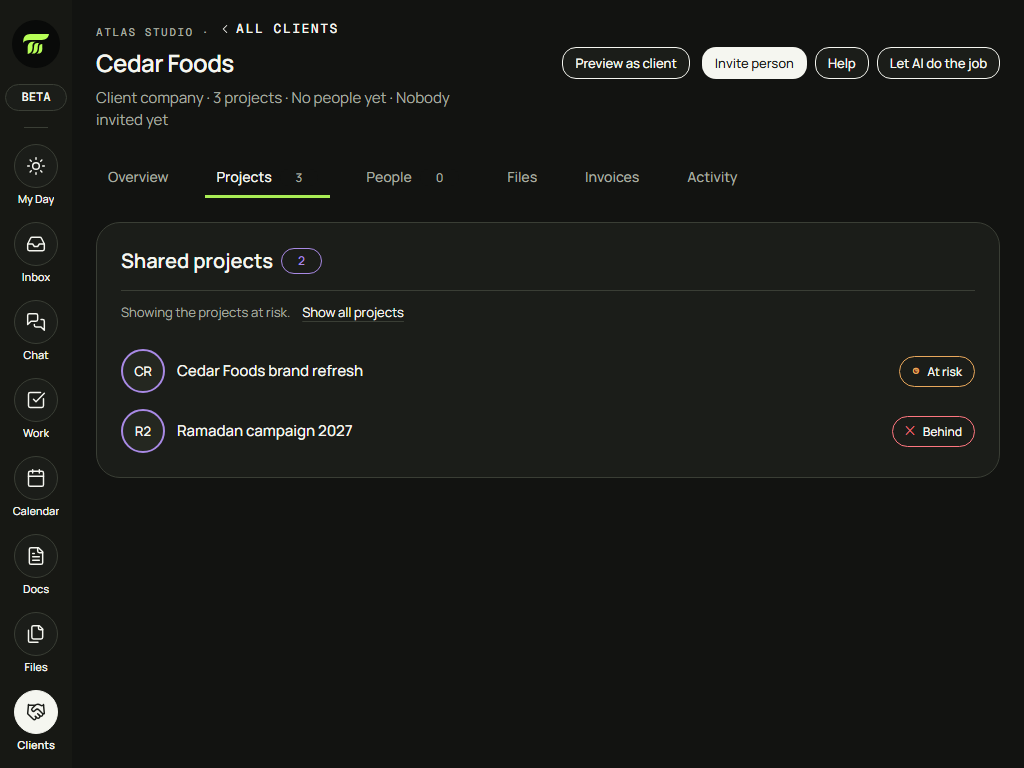 ATLAS STUDIO · < ALL CLIENTS
Cedar Foods
Client company · 3 projects · No people yet · Nobody
invited yet
Preview as client
Invite person
Help
Let AI do the job
BETA
My Day
Inbox
Chat
Work
Calendar
Docs
Files
Clients
Overview
Projects 3
People 0
Files
Invoices
Activity
Shared projects 2
Showing the projects at risk. Show all projects
CR Cedar Foods brand refresh At risk
R2 Ramadan campaign 2027 Behind